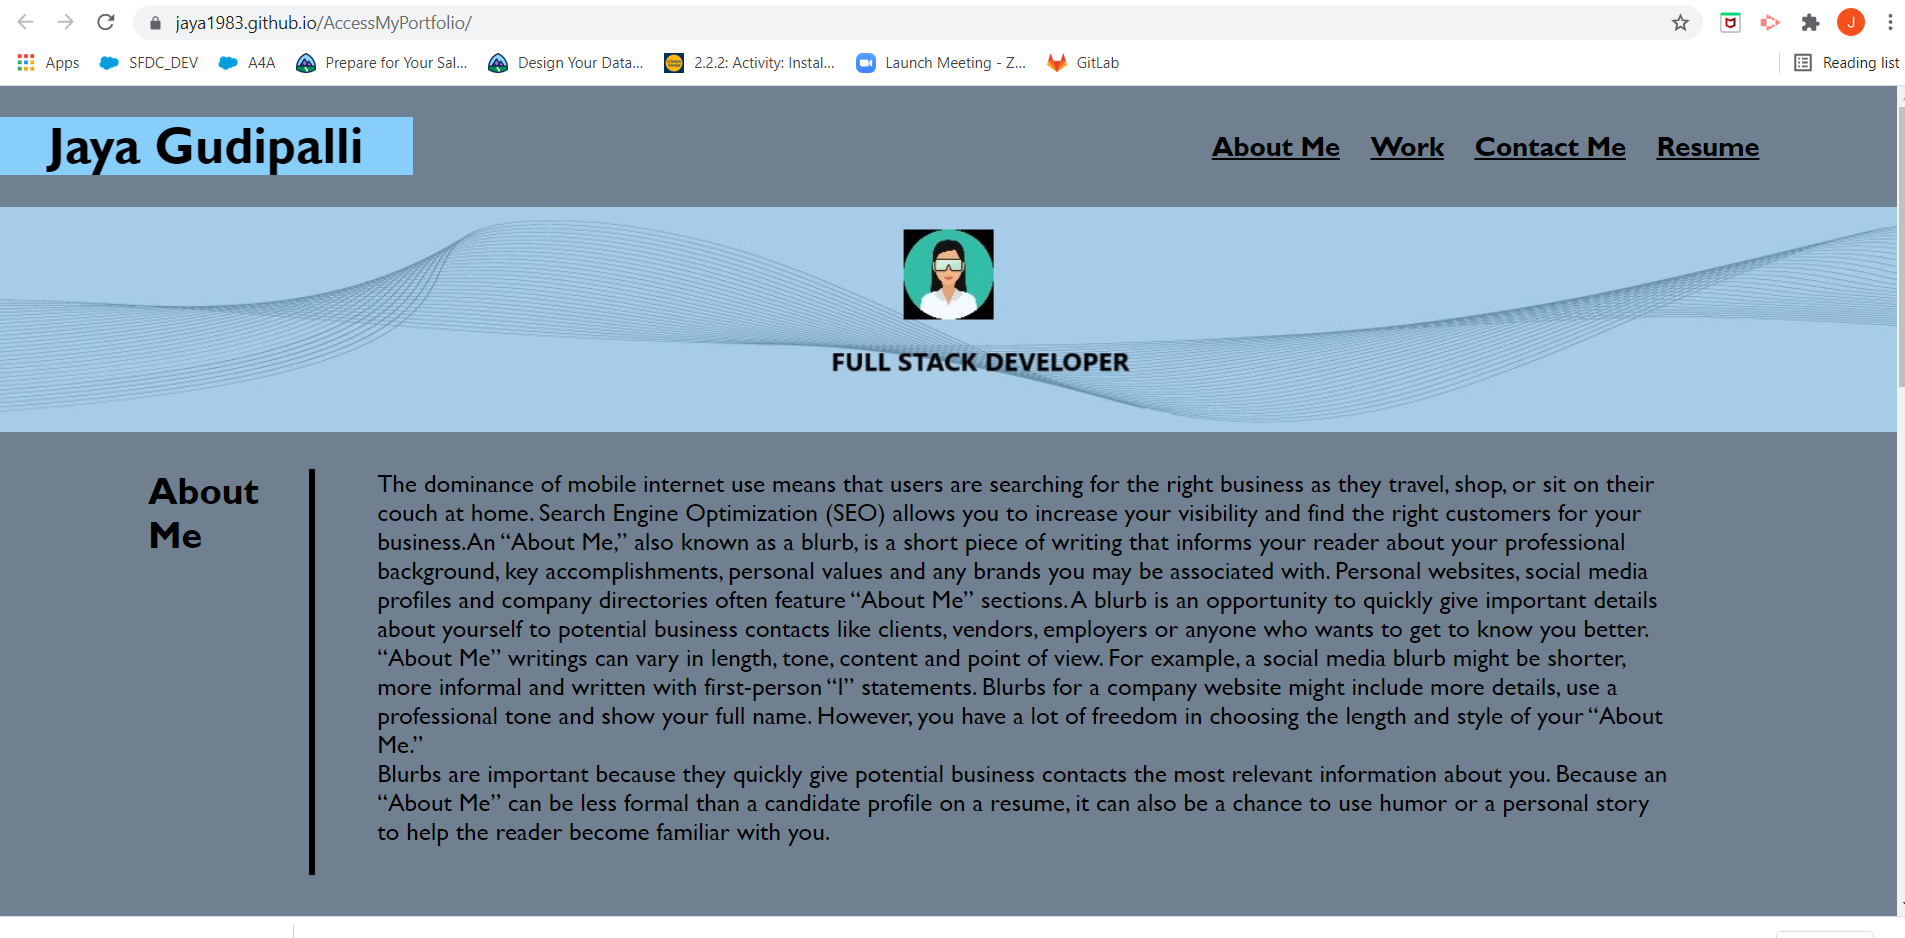 jaya1983.github.io/AccessMyPortfolio/
J
Apps SFDC_DEV A4A Prepare for Your Sal... Design Your Data... 2.2.2: Activity: Instal... Launch Meeting - Z... GitLab Reading list
Jaya Gudipalli
About Me Work Contact Me Resume
FULL STACK DEVELOPER
About
Me
The dominance of mobile internet use means that users are searching for the right business as they travel, shop, or sit on their
couch at home. Search Engine Optimization (SEO) allows you to increase your visibility and find the right customers for your
business.An “About Me,” also known as a blurb, is a short piece of writing that informs your reader about your professional
background, key accomplishments, personal values and any brands you may be associated with. Personal websites, social media
profiles and company directories often feature “About Me” sections. A blurb is an opportunity to quickly give important details
about yourself to potential business contacts like clients, vendors, employers or anyone who wants to get to know you better.
“About Me” writings can vary in length, tone, content and point of view. For example, a social media blurb might be shorter,
more informal and written with first-person “I” statements. Blurbs for a company website might include more details, use a
professional tone and show your full name. However, you have a lot of freedom in choosing the length and style of your “About
Me.”
Blurbs are important because they quickly give potential business contacts the most relevant information about you. Because an
“About Me” can be less formal than a candidate profile on a resume, it can also be a chance to use humor or a personal story
to help the reader become familiar with you.